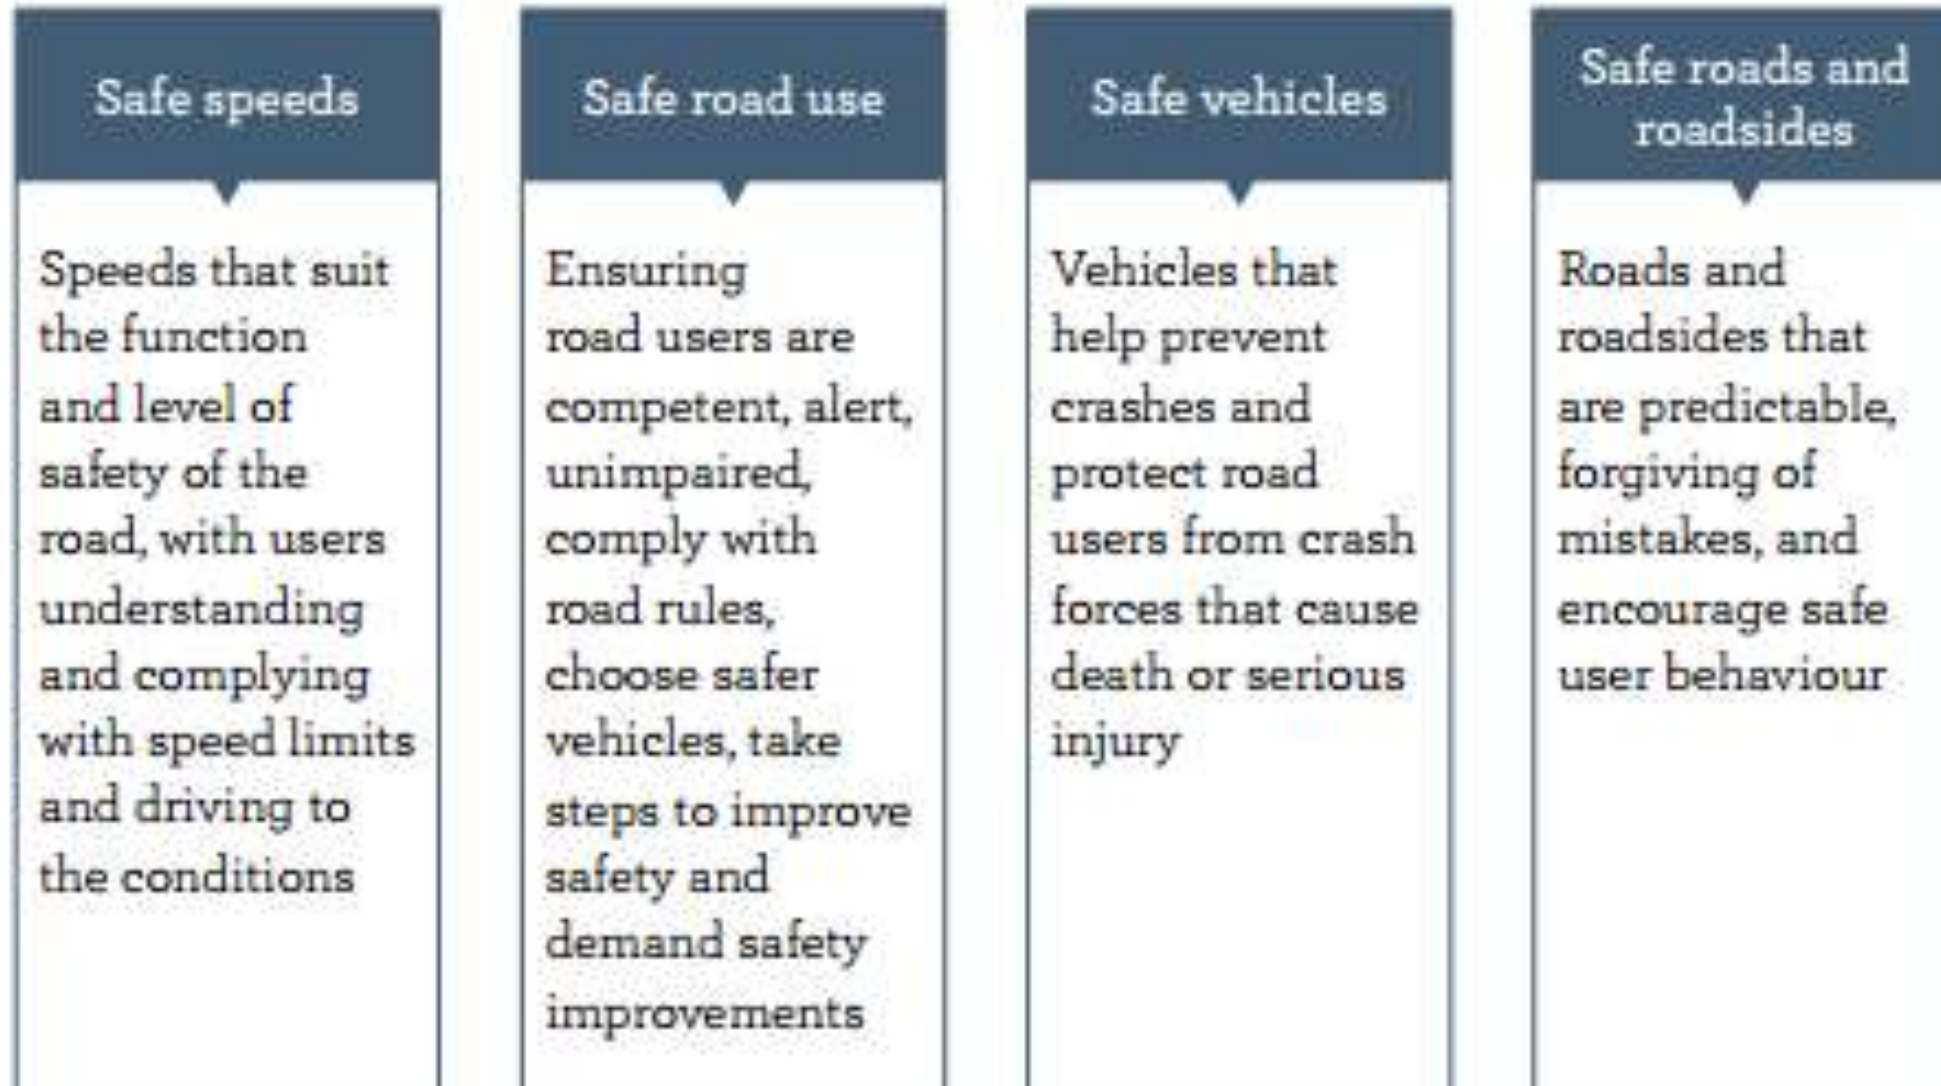 Safe speeds
Speeds that suit
the function
and level of
safety of the
road, with users
understanding
and complying
with speed limits
and driving to
the conditions
Safe road use
Ensuring
road users are
competent, alert,
unimpaired,
comply with
road rules,
choose safer
vehicles, take
steps to improve
safety and
demand safety
improvements
Safe vehicles
Vehicles that
help prevent
crashes and
protect road
users from crash
forces that cause
death or serious
injury
Safe roads and
roadsides
Roads and
roadsides that
are predictable,
forgiving of
mistakes, and
encourage safe
user behaviour